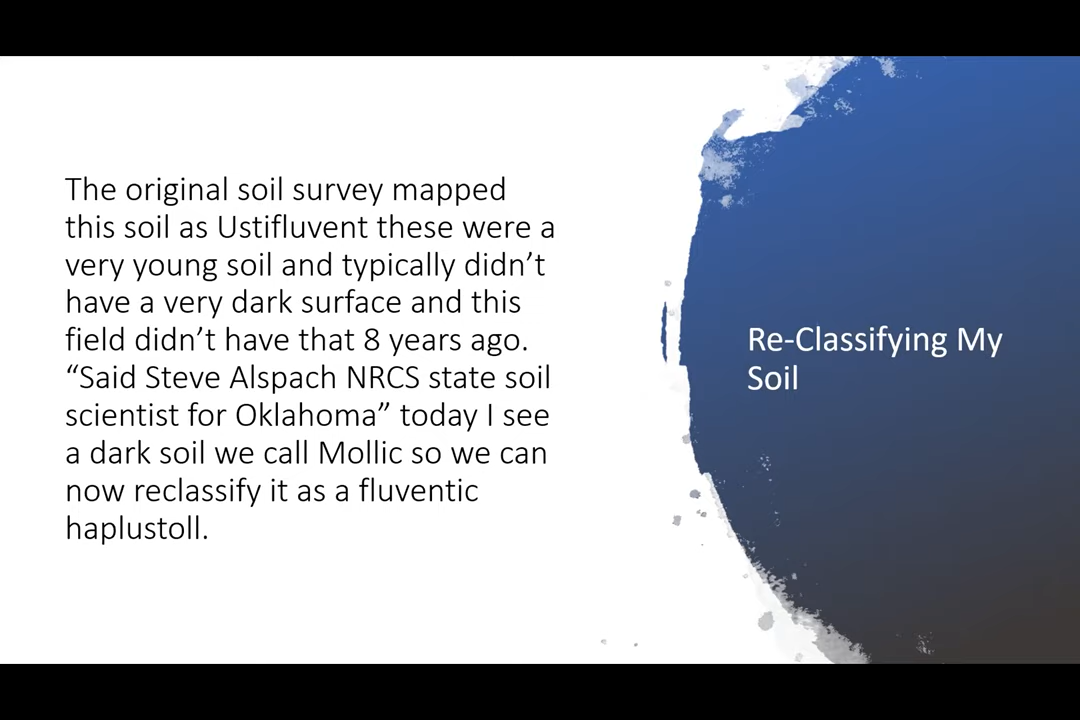 The original soil survey mapped
this soil as Ustifluvent these were a
very young soil and typically didn’t
have a very dark surface and this
field didn’t have that 8 years ago.
“Said Steve Alspach NRCS state soil
scientist for Oklahoma” today I see
a dark soil we call Mollic so we can
now reclassify it as a fluventic
haplustoll.
Re-Classifying My
Soil